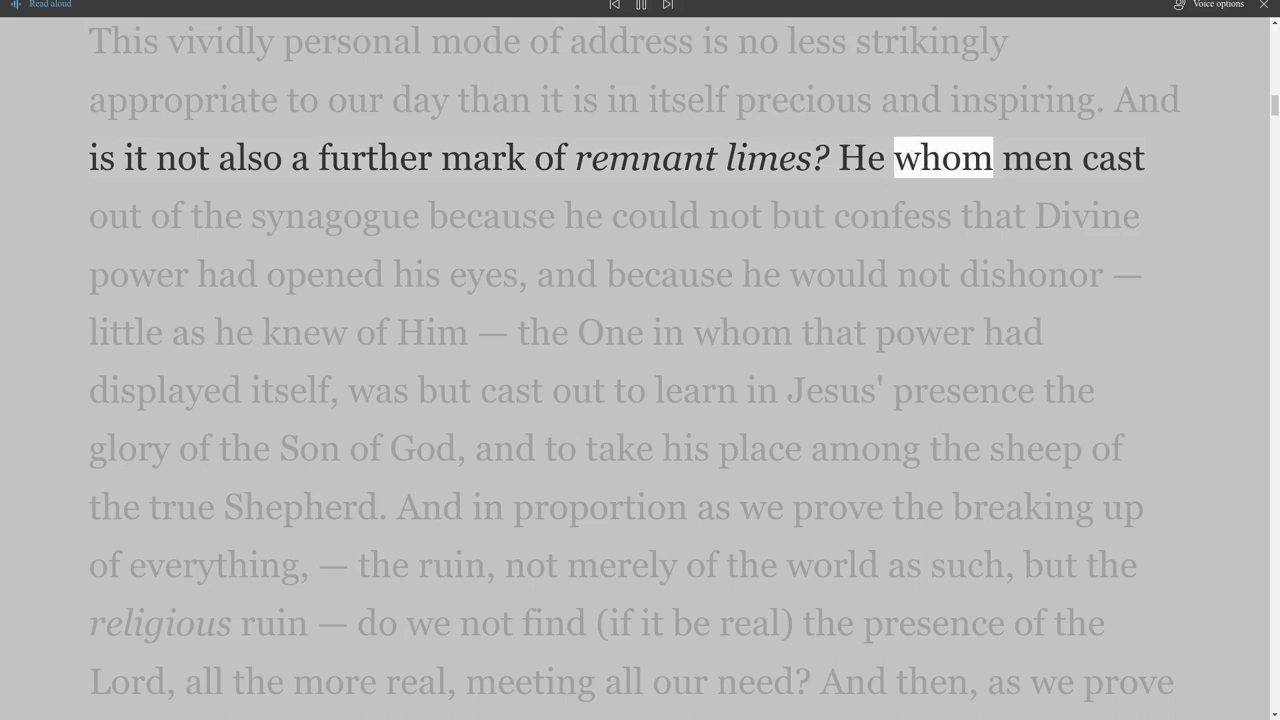 Read aloud
Voice options
This vividly personal mode of address is no less strikingly
appropriate to our day than it is in itself precious and inspiring. And
is it not also a further mark of remnant limes? He whom men cast
out of the synagogue because he could not but confess that Divine
power had opened his eyes, and because he would not dishonor —
little as he knew of Him — the One in whom that power had
displayed itself, was but cast out to learn in Jesus' presence the
glory of the Son of God, and to take his place among the sheep of
the true Shepherd. And in proportion as we prove the breaking up
of everything, — the ruin, not merely of the world as such, but the
religious ruin — do we not find (if it be real) the presence of the
Lord, all the more real, meeting all our need? And then, as we prove